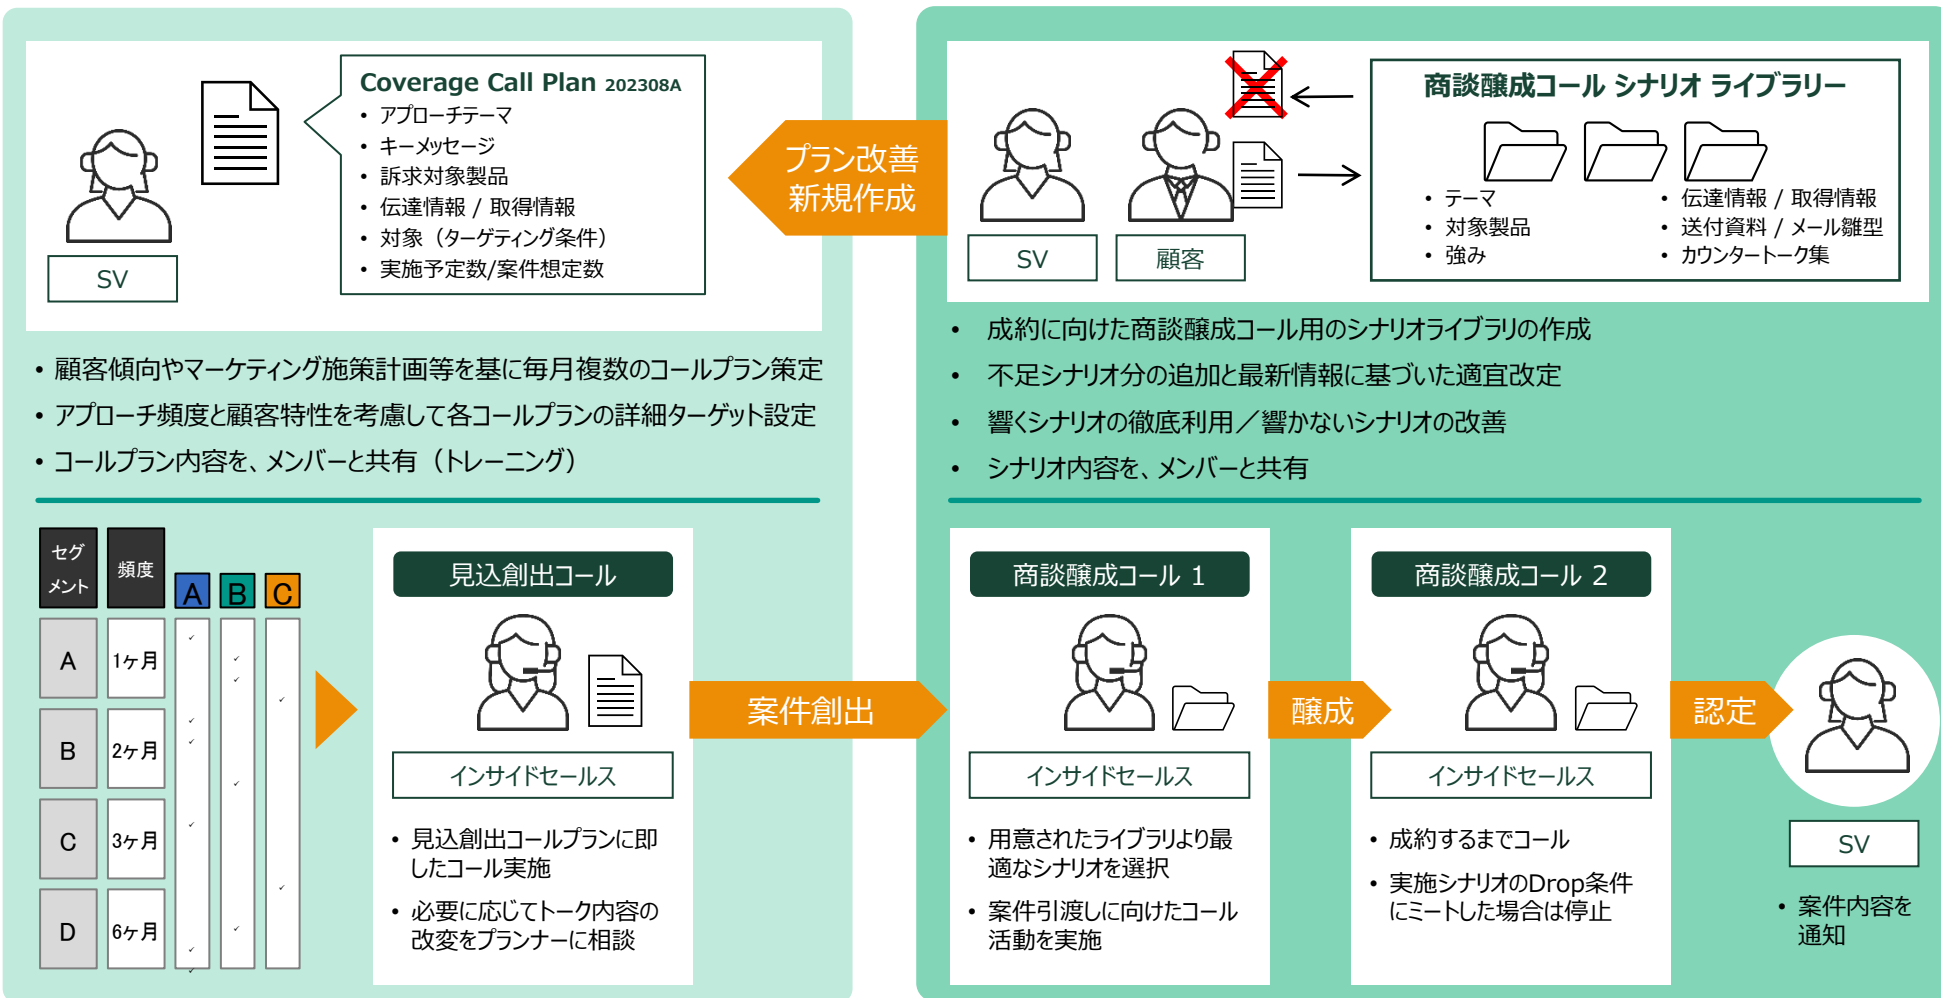 Coverage Call Plan 202308A
• アプローチテーマ
• キーメッセージ
• 訴求対象製品
• 伝達情報 / 取得情報
• 対象（ターゲティング条件）
• 実施予定数/案件想定数
SV
• 顧客傾向やマーケティング施策計画等を基に毎月複数のコールプラン策定
• アプローチ頻度と顧客特性を考慮して各コールプランの詳細ターゲット設定
• コールプラン内容を、メンバーと共有（トレーニング）
プラン改善
新規作成
SV
顧客
商談醸成コール シナリオ ライブラリー
• テーマ
• 対象製品
• 強み
• 伝達情報 / 取得情報
• 送付資料 / メール雛型
• カウンタートーク集
• 成約に向けた商談醸成コール用のシナリオライブラリの作成
• 不足シナリオ分の追加と最新情報に基づいた適宜改定
• 響くシナリオの徹底利用／響かないシナリオの改善
• シナリオ内容を、メンバーと共有
セグ
メント
頻度
A B C
A 1ヶ月
B 2ヶ月
C 3ヶ月
D 6ヶ月
見込創出コール
インサイドセールス
• 見込創出コールプランに即
したコール実施
• 必要に応じてトーク内容の
改変をプランナーに相談
案件創出
商談醸成コール 1
インサイドセールス
• 用意されたライブラリより最
適なシナリオを選択
• 案件引渡しに向けたコール
活動を実施
醸成
商談醸成コール 2
インサイドセールス
• 成約するまでコール
• 実施シナリオのDrop条件
にミートした場合は停止
認定
SV
• 案件内容を
通知